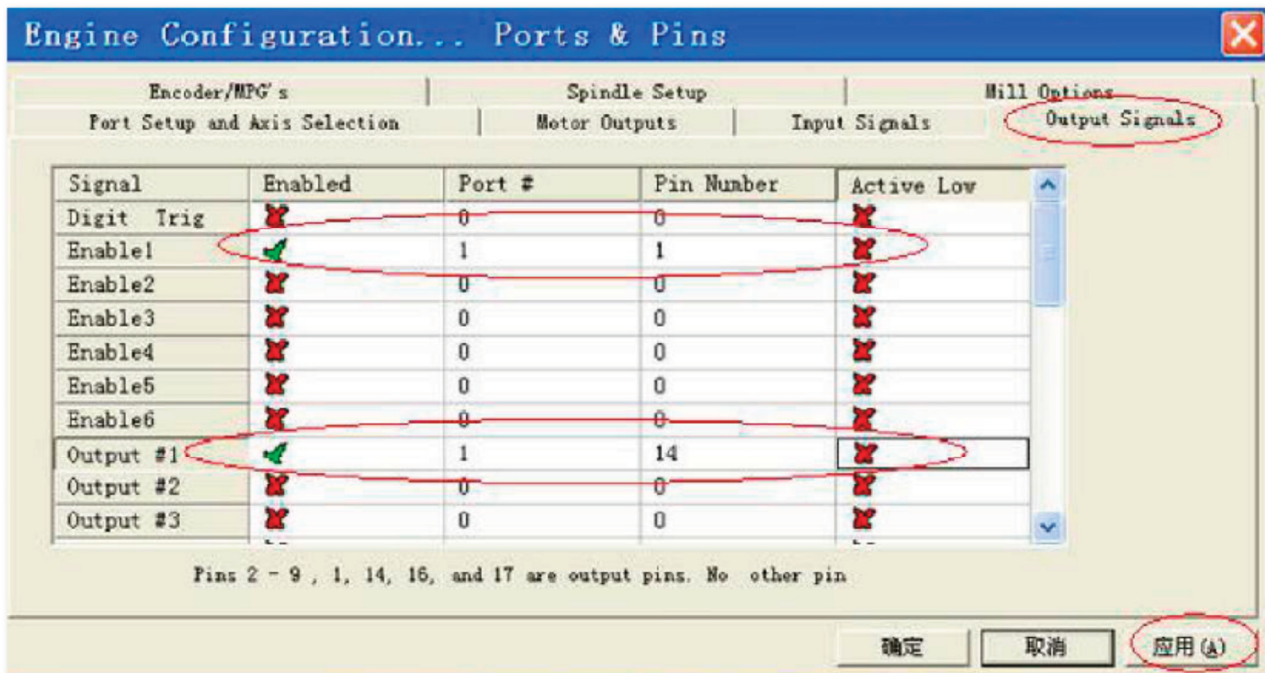 Engine Configuration... Ports & Pins
Encoder/MPG's Spindle Setup Mill Options
Port Setup and Axis Selection Motor Outputs Input Signals Output Signals
Signal Enabled Port # Pin Number Active Low
Digit Trig 0 0
Enable1 1 1
Enable2 0 0
Enable3 0 0
Enable4 0 0
Enable5 0 0
Enable6 0 0
Output #1 1 14
Output #2 0 0
Output #3 0 0
Pins 2 - 9 , 1, 14, 16, and 17 are output pins. No other pin
确定 取消 应用(A)